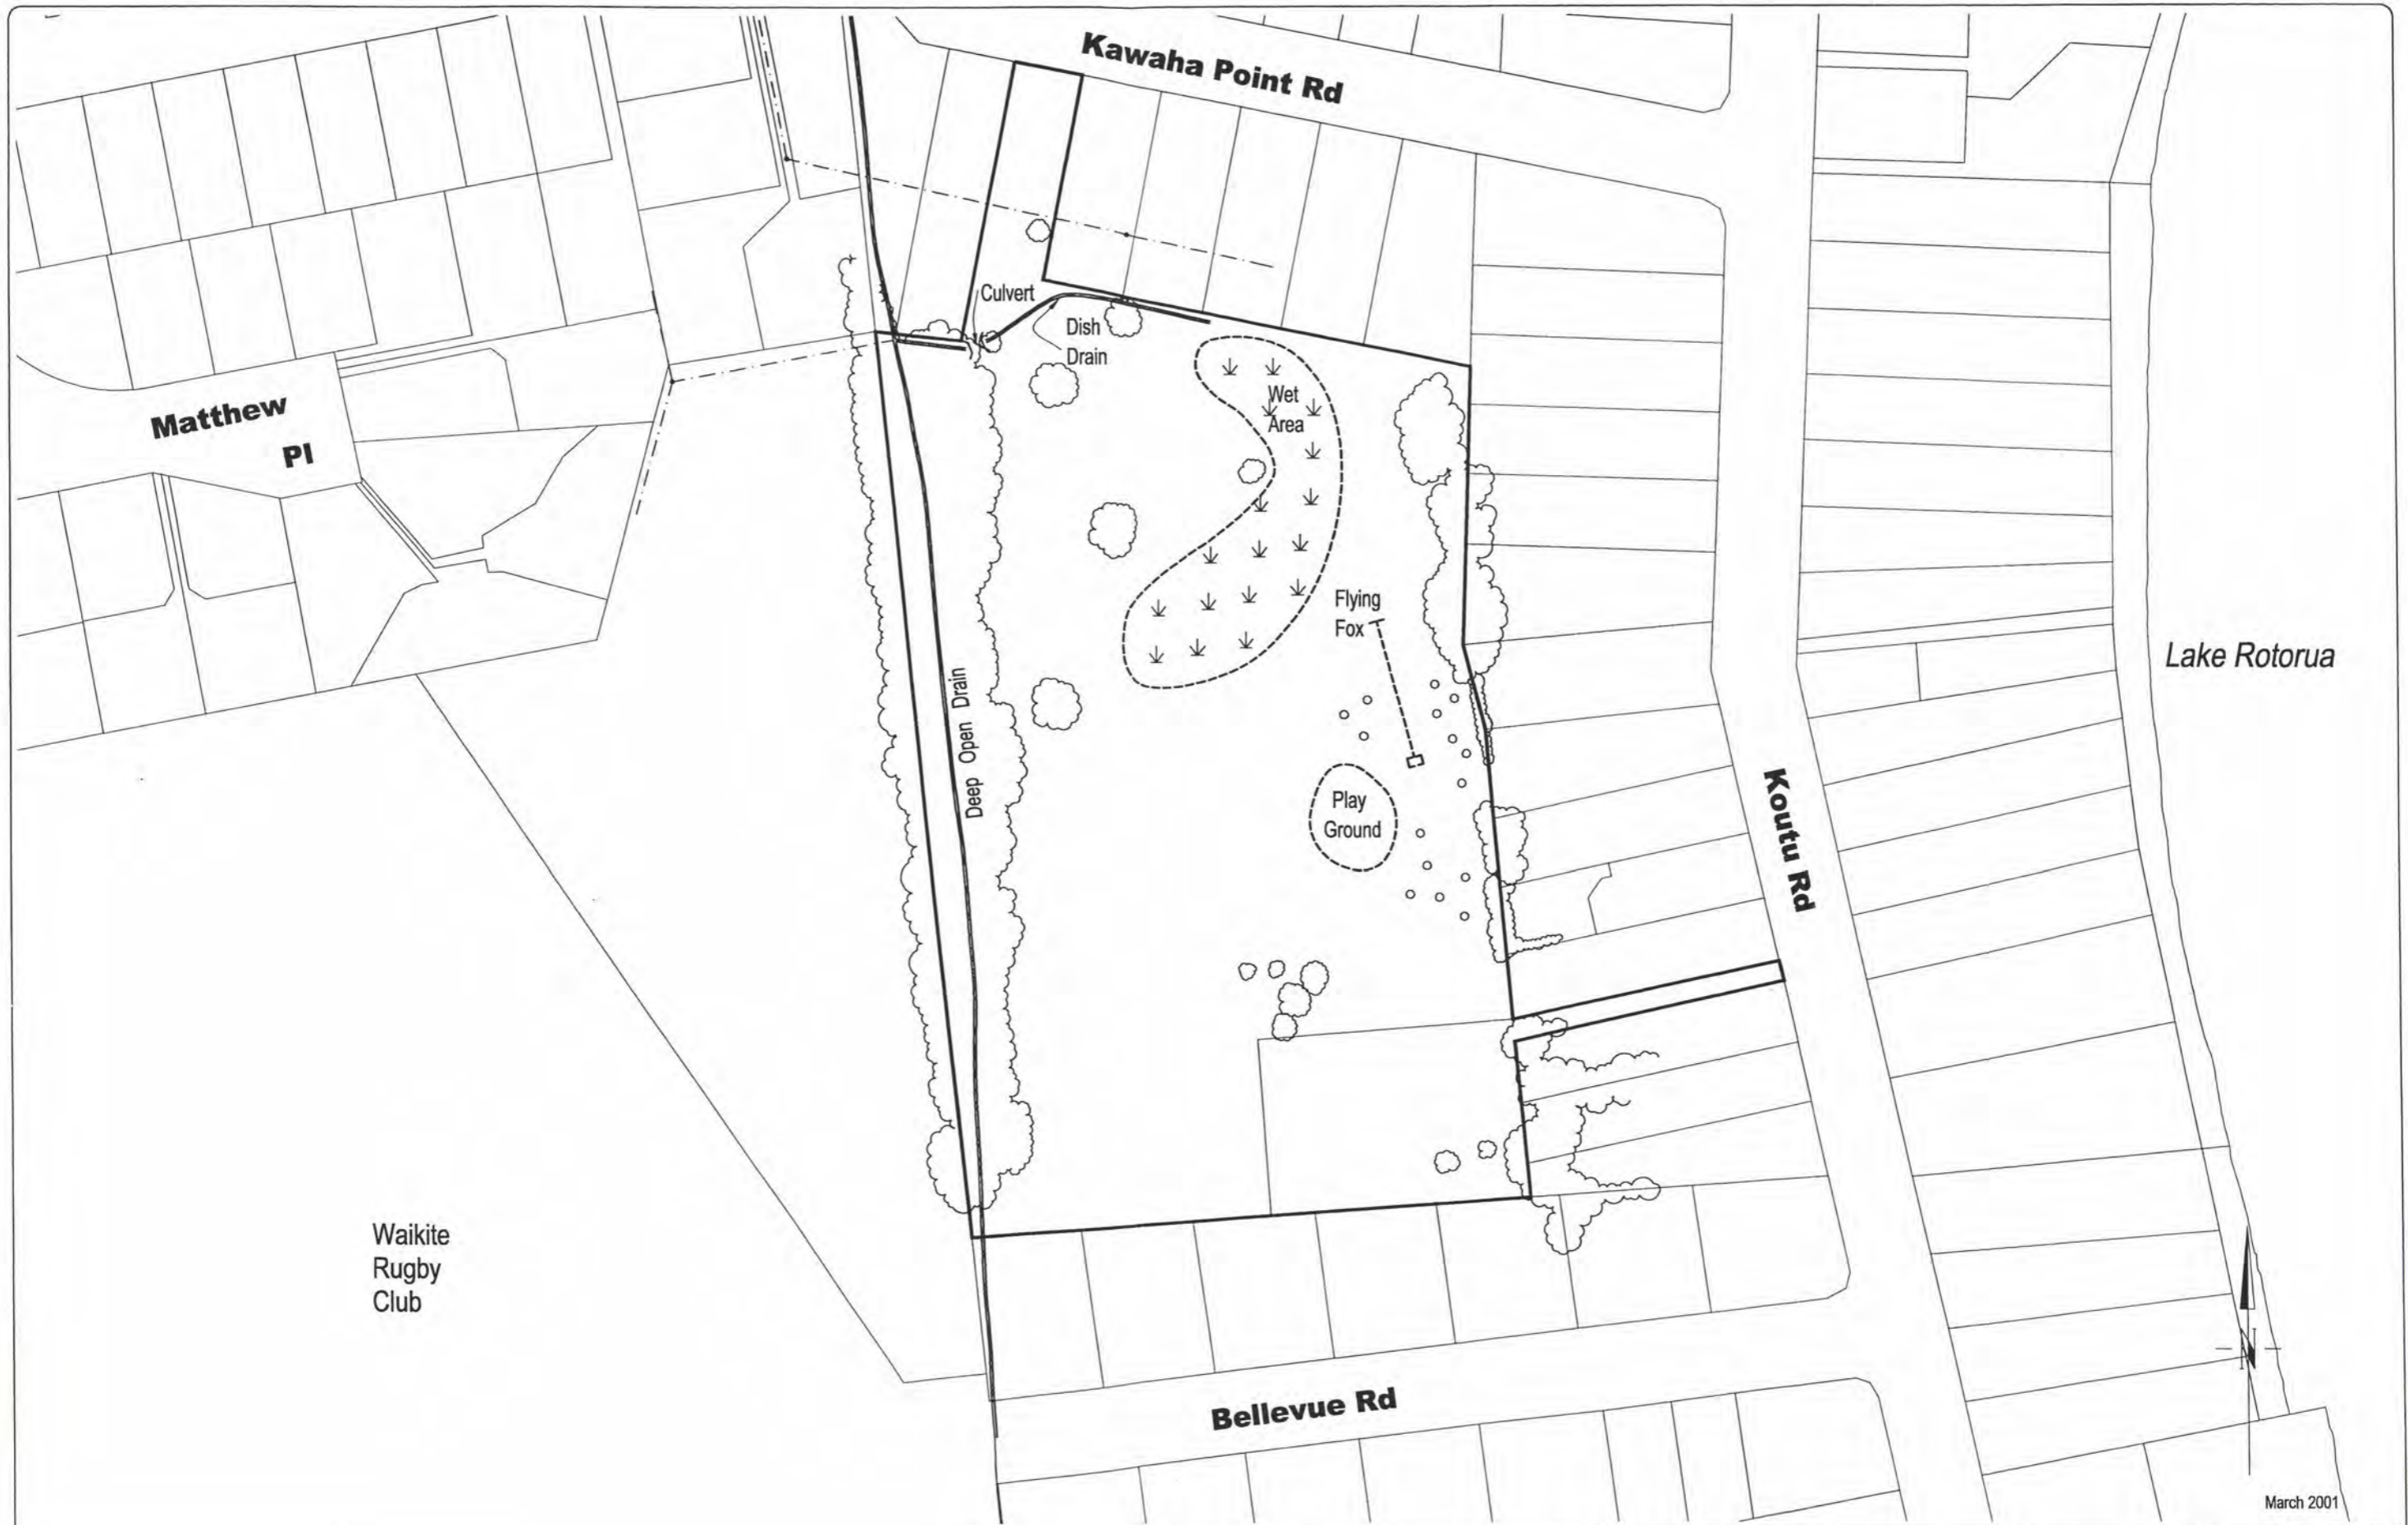 Kawaha Point Rd
Culvert
Dish
Drain
Wet
Area
Matthew
Pl
Flying
Fox
Lake Rotorua
Deep Open Drain
Play
Ground
Koutu Rd
Waikite
Rugby
Club
N
Bellevue Rd
March 2001